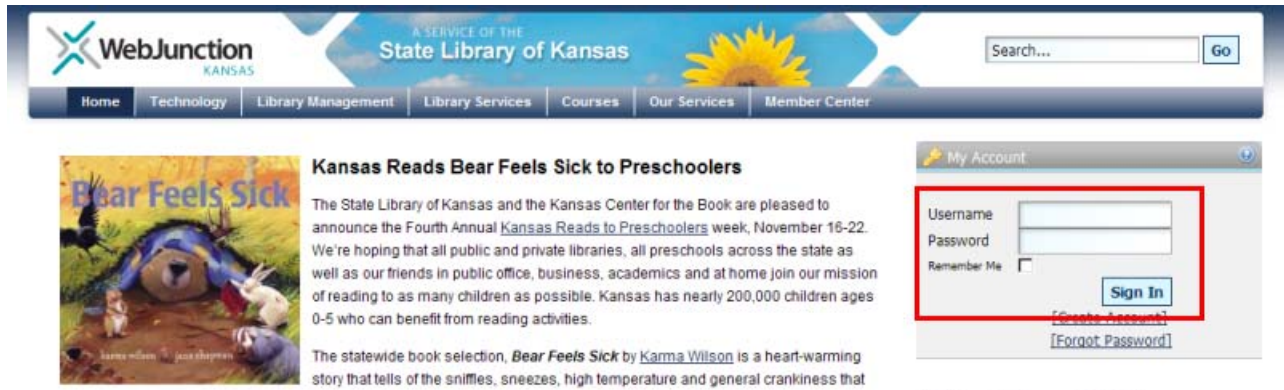 WebJunction
KANSAS
A SERVICE OF THE
State Library of Kansas
Search...
Go
Home Technology Library Management Library Services Courses Our Services Member Center
Bear Feels Sick
karma wilson jane chapman
Kansas Reads Bear Feels Sick to Preschoolers
The State Library of Kansas and the Kansas Center for the Book are pleased to
announce the Fourth Annual Kansas Reads to Preschoolers week, November 16-22.
We're hoping that all public and private libraries, all preschools across the state as
well as our friends in public office, business, academics and at home join our mission
of reading to as many children as possible. Kansas has nearly 200,000 children ages
0-5 who can benefit from reading activities.
The statewide book selection, Bear Feels Sick by Karma Wilson is a heart-warming
story that tells of the sniffles, sneezes, high temperature and general crankiness that
My Account
Username
Password
Remember Me
Sign In
[Create Account]
[Forgot Password]